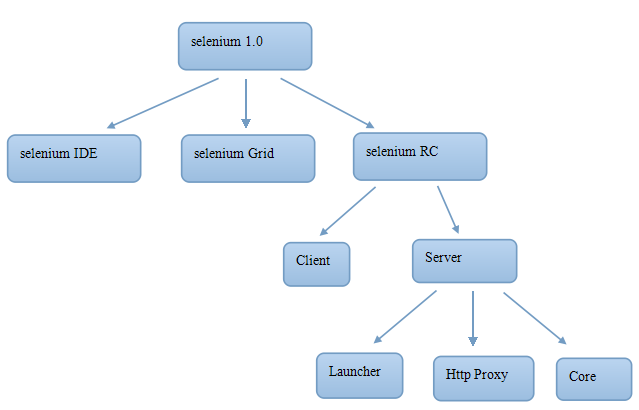 selenium 1.0
selenium IDE
selenium Grid
selenium RC
Client
Server
Launcher
Http Proxy
Core